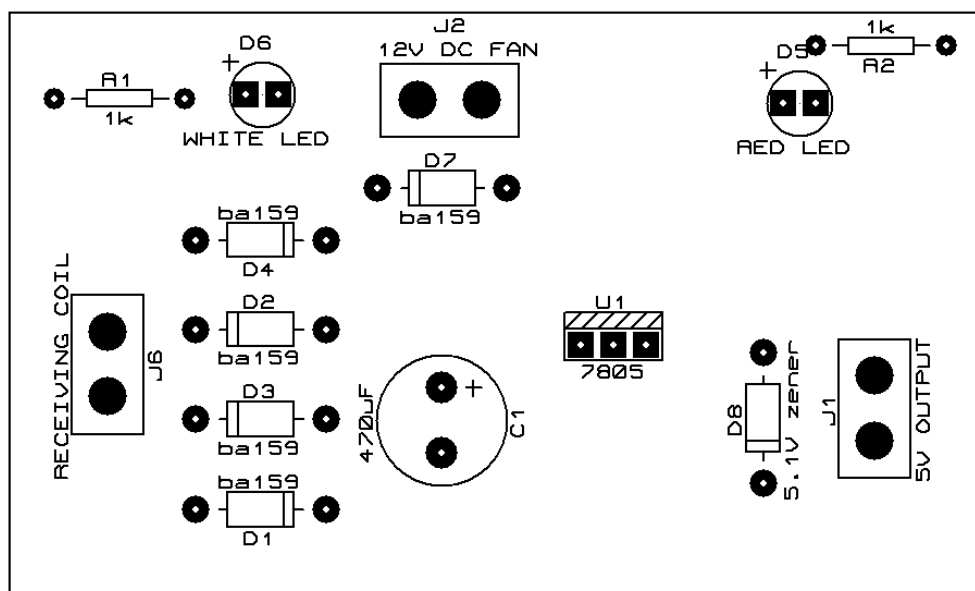 J2
12V DC FAN
D6
+
WHITE LED
R1
1k
1k
R2
D5
+
RED LED
D7
ba159
ba159
D4
D2
ba159
D3
ba159
ba159
D1
RECEIVING COIL
J6
470uF
+
C1
U1
7805
D8
5.1V zener
J1
5V OUTPUT